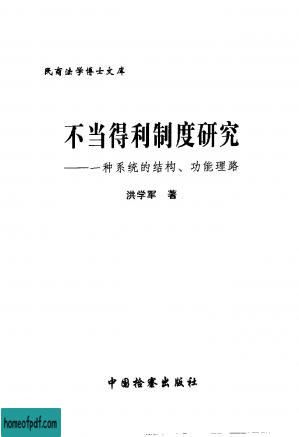 民商法学博士文库
不当得利制度研究
——一种系统的结构、功能理路
洪学军 著
中国检察出版社
homeofpdf.com